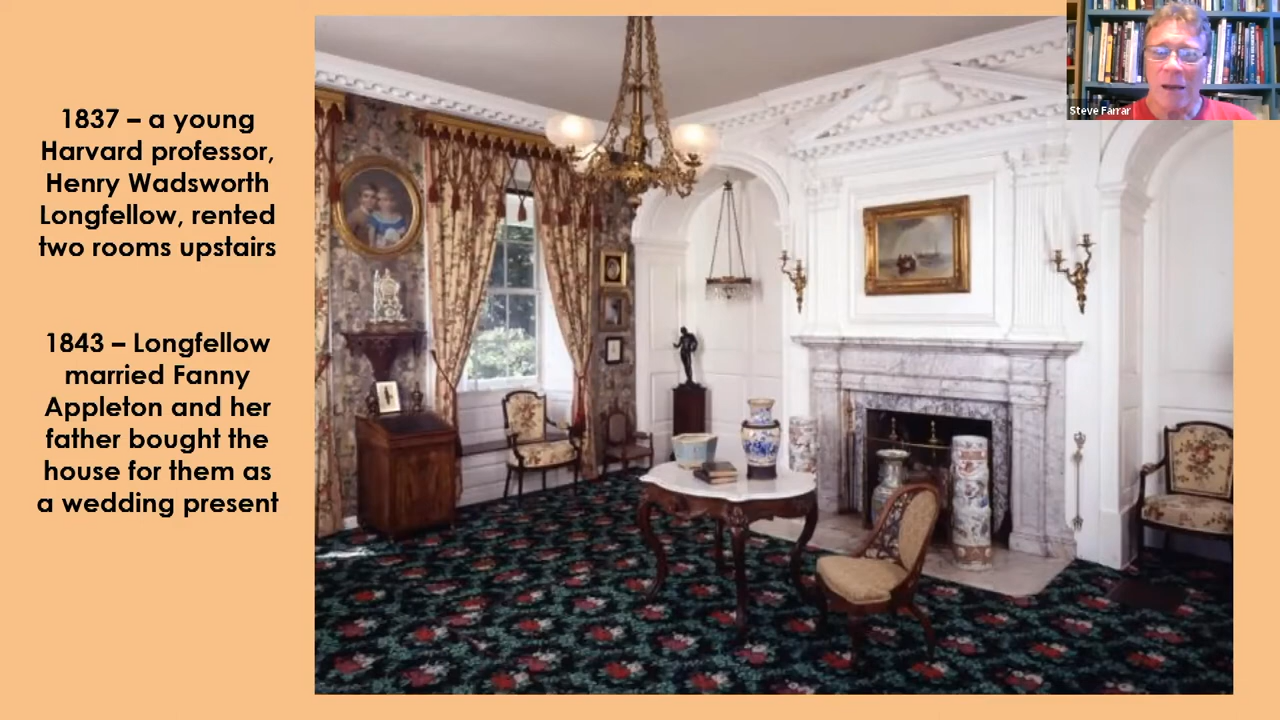 1837 – a young
Harvard professor,
Henry Wadsworth
Longfellow, rented
two rooms upstairs
1843 – Longfellow
married Fanny
Appleton and her
father bought the
house for them as
a wedding present
Steve Farrar